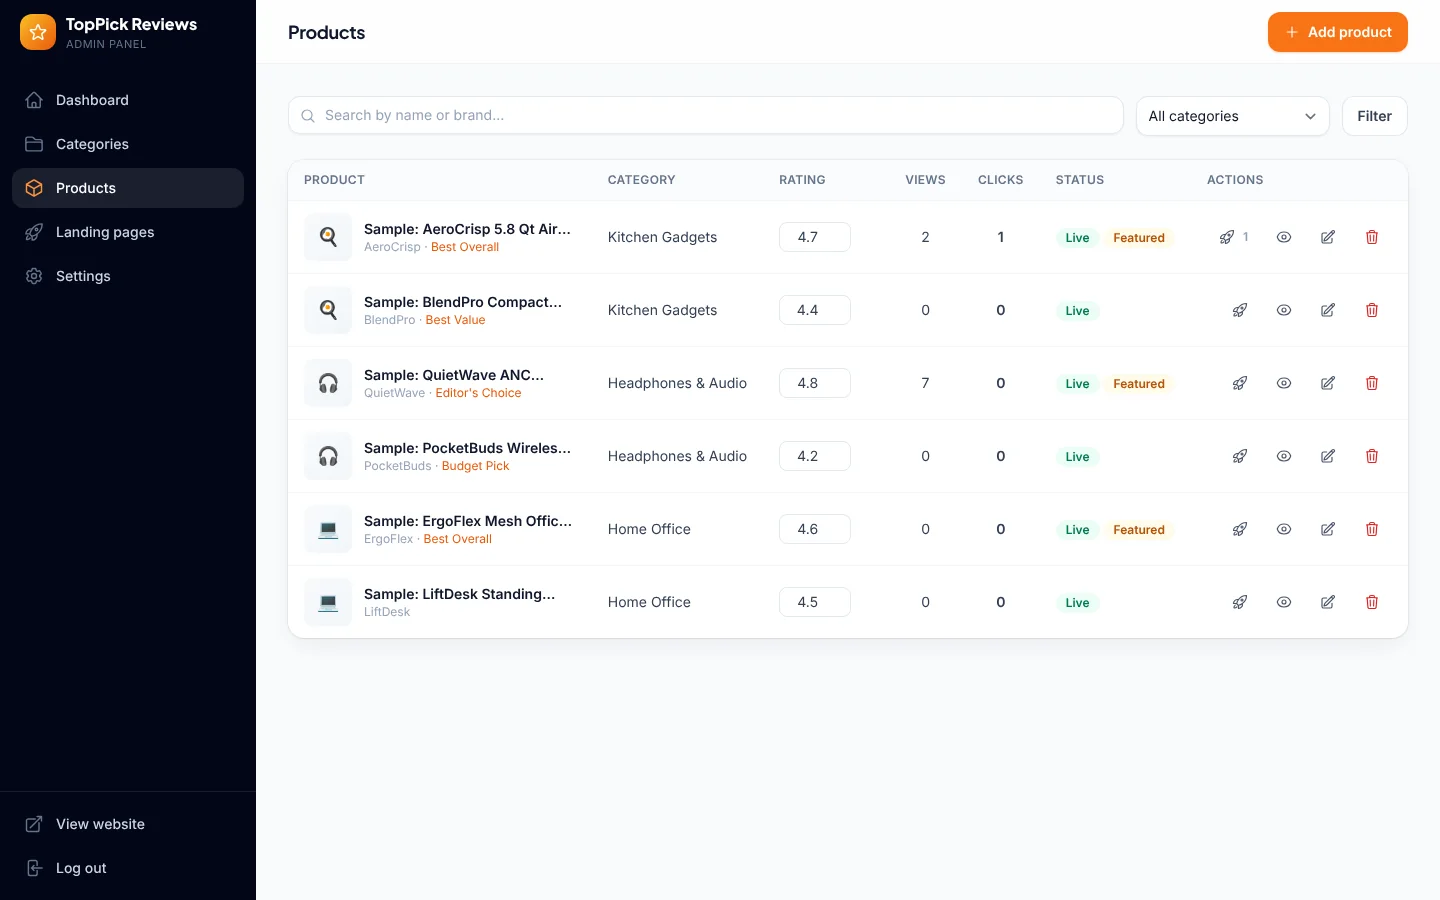 TopPick Reviews
ADMIN PANEL
Dashboard
Categories
Products
Landing pages
Settings
View website
Log out
Products
Add product
Search by name or brand...
All categories
Filter
PRODUCT CATEGORY RATING VIEWS CLICKS STATUS ACTIONS
Sample: AeroCrisp 5.8 Qt Air...
AeroCrisp · Best Overall
Kitchen Gadgets 4.7 2 1 Live Featured 1
Sample: BlendPro Compact...
BlendPro · Best Value
Kitchen Gadgets 4.4 0 0 Live
Sample: QuietWave ANC...
QuietWave · Editor's Choice
Headphones & Audio 4.8 7 0 Live Featured
Sample: PocketBuds Wireles...
PocketBuds · Budget Pick
Headphones & Audio 4.2 0 0 Live
Sample: ErgoFlex Mesh Offic...
ErgoFlex · Best Overall
Home Office 4.6 0 0 Live Featured
Sample: LiftDesk Standing...
LiftDesk
Home Office 4.5 0 0 Live